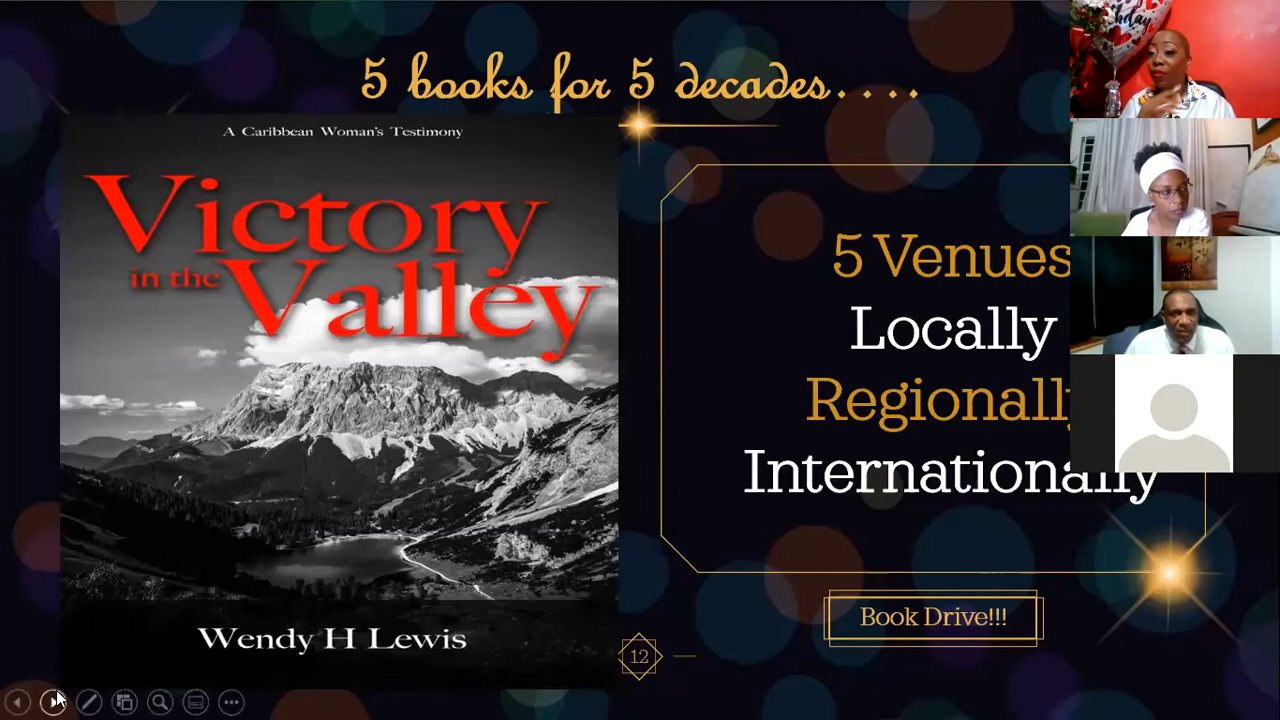 5 books for 5 decades....
A Caribbean Woman's Testimony
Victory
in the
Valley
Wendy H Lewis
5 Venues
Locally
Regionally
Internationally
Book Drive!!!
12
day